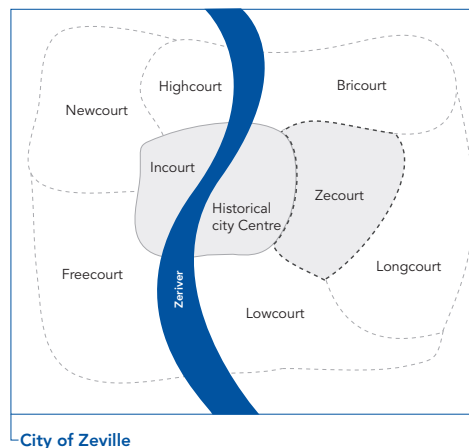 Highcourt
Bricourt
Newcourt
Incourt
Zecourt
Historical
city Centre
Freecourt
Zeriver
Longcourt
Lowcourt
City of Zeville